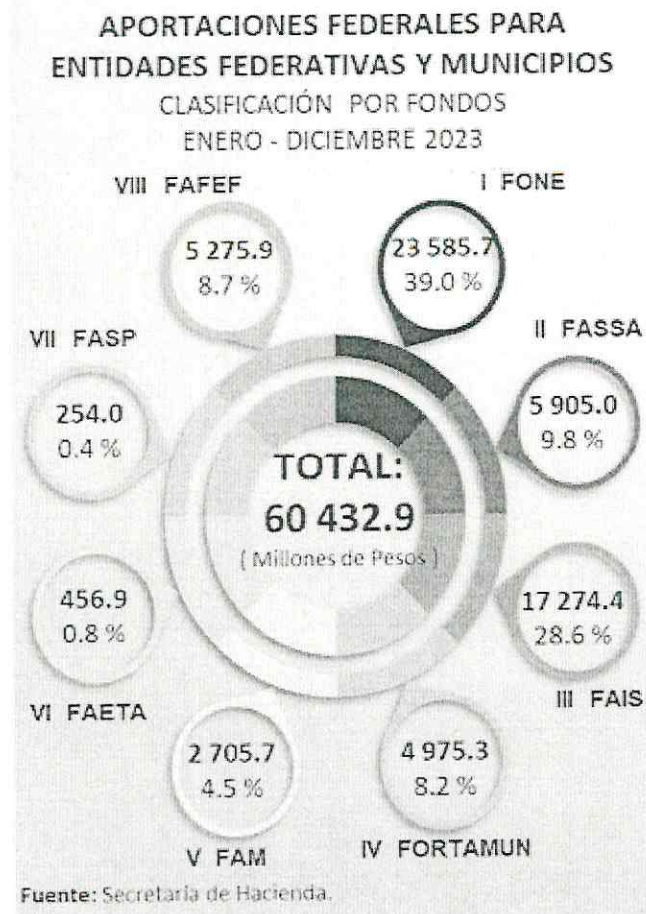 APORTACIONES FEDERALES PARA
ENTIDADES FEDERATIVAS Y MUNICIPIOS
CLASIFICACIÓN POR FONDOS
ENERO - DICIEMBRE 2023
VIII FAFEF
5 275.9
8.7 %
I FONE
23 585.7
39.0 %
VII FASP
254.0
0.4 %
II FASSA
5 905.0
9.8 %
TOTAL:
60 432.9
( Millones de Pesos )
456.9
0.8 %
VI FAETA
17 274.4
28.6 %
III FAIS
2 705.7
4.5 %
V FAM
4 975.3
8.2 %
IV FORTAMUN
Fuente: Secretaría de Hacienda.